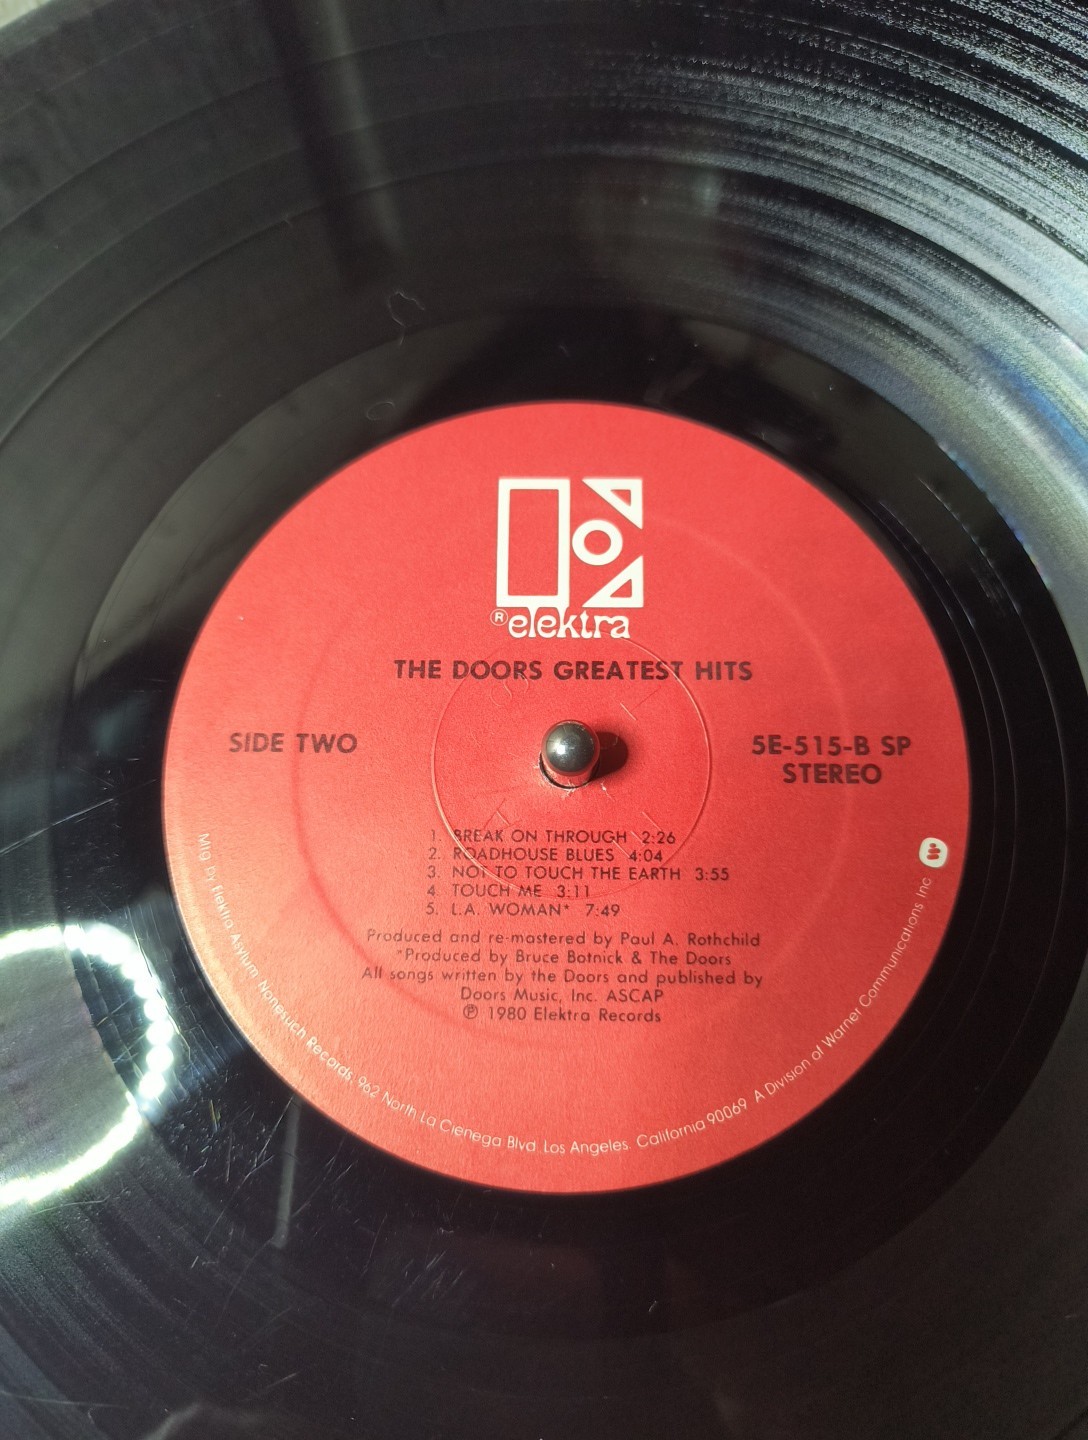 ® elektra
THE DOORS GREATEST HITS
SIDE TWO
5E-515-B SP
STEREO
1. BREAK ON THROUGH 2:26
2. ROADHOUSE BLUES 4:04
3. NOT TO TOUCH THE EARTH 3:55
4. TOUCH ME 3:11
5. L.A. WOMAN* 7:49
Produced and re-mastered by Paul A. Rothchild
*Produced by Bruce Botnick & The Doors
All songs written by the Doors and published by
Doors Music, Inc. ASCAP
℗ 1980 Elektra Records
Mfg by Elektra Asylum Nonesuch Records, 962 North La Cienega Blvd. Los Angeles. California 90069 A Division of Warner Communications Inc